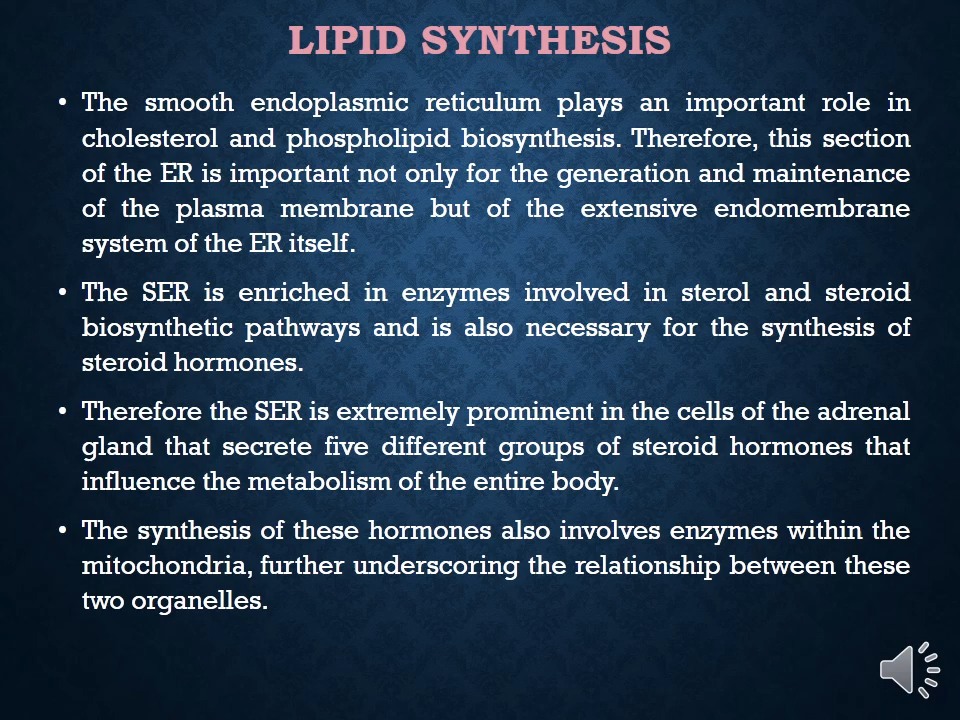 LIPID SYNTHESIS
• The smooth endoplasmic reticulum plays an important role in
cholesterol and phospholipid biosynthesis. Therefore, this section
of the ER is important not only for the generation and maintenance
of the plasma membrane but of the extensive endomembrane
system of the ER itself.
• The SER is enriched in enzymes involved in sterol and steroid
biosynthetic pathways and is also necessary for the synthesis of
steroid hormones.
• Therefore the SER is extremely prominent in the cells of the adrenal
gland that secrete five different groups of steroid hormones that
influence the metabolism of the entire body.
• The synthesis of these hormones also involves enzymes within the
mitochondria, further underscoring the relationship between these
two organelles.